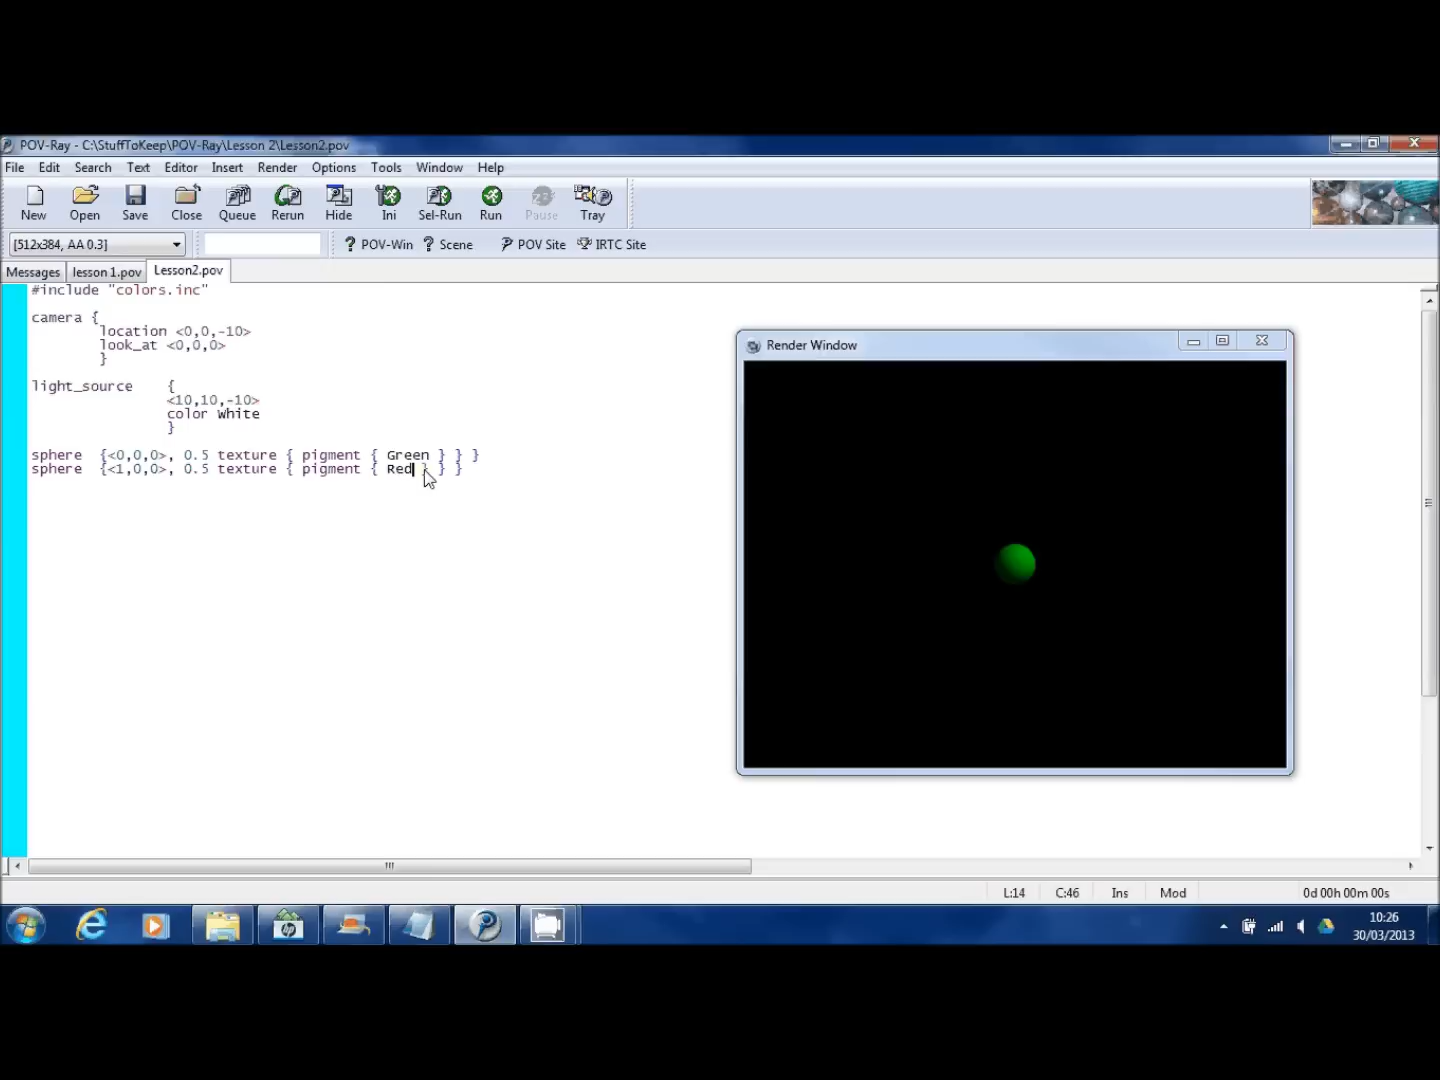 POV-Ray - C:\StuffToKeep\POV-Ray\Lesson 2\Lesson2.pov
File Edit Search Text Editor Insert Render Options Tools Window Help
New Open Save Close Queue Rerun Hide Ini Sel-Run Run Pause Tray
[512x384, AA 0.3] ? POV-Win ? Scene POV Site IRTC Site
Messages lesson 1.pov Lesson2.pov
#include "colors.inc"
camera {
location <0,0,-10>
look_at <0,0,0>
}
light_source {
<10,10,-10>
color White
}
sphere {<0,0,0>, 0.5 texture { pigment { Green } } }
sphere {<1,0,0>, 0.5 texture { pigment { Red } } }
Render Window
L:14 C:46 Ins Mod 0d 00h 00m 00s
10:26
30/03/2013